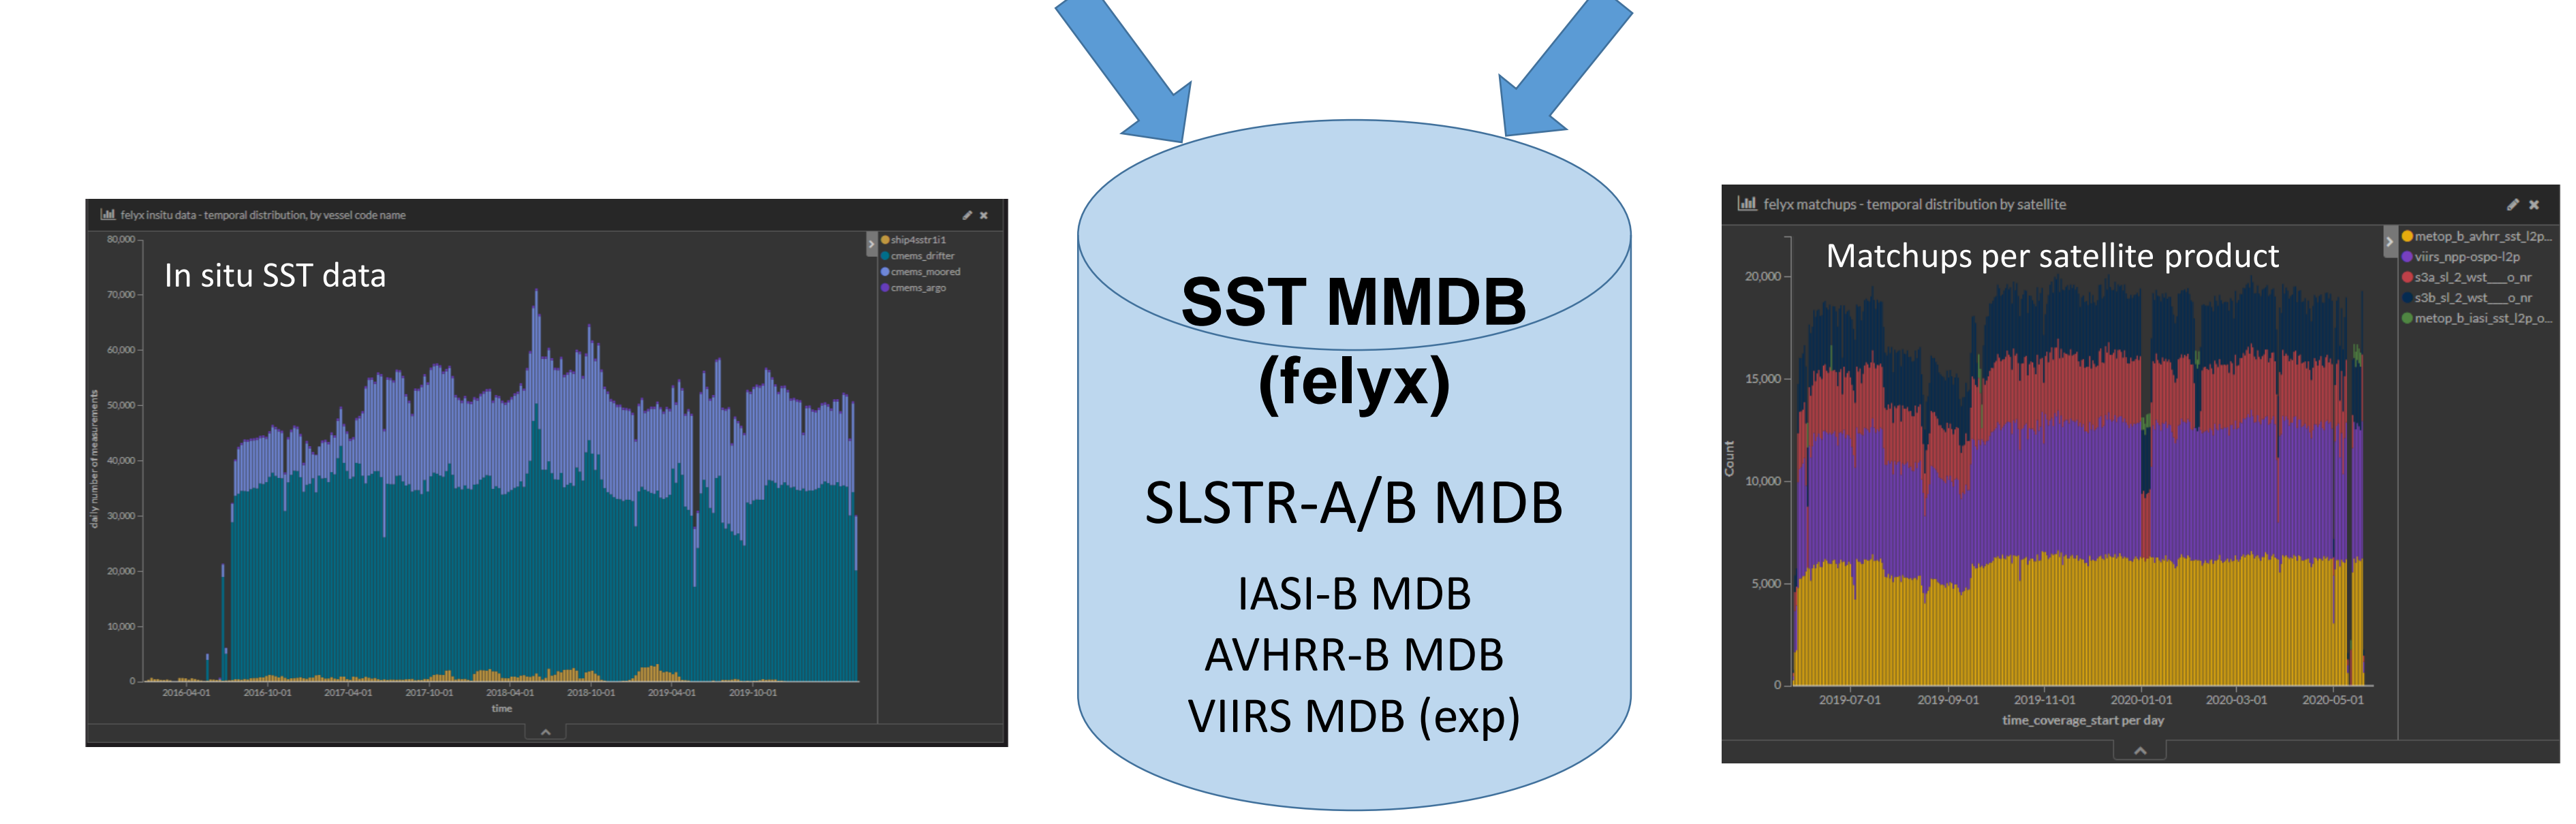 felyx insitu data - temporal distribution, by vessel code name
In situ SST data
80,000
70,000
60,000
50,000
40,000
30,000
20,000
10,000
0
daily number of measurements
2016-04-01 2016-10-01 2017-04-01 2017-10-01 2018-04-01 2018-10-01 2019-04-01 2019-10-01
time
ship4sstr1i1
cmems_drifter
cmems_moored
cmems_argo
SST MMDB
(felyx)
SLSTR-A/B MDB
IASI-B MDB
AVHRR-B MDB
VIIRS MDB (exp)
felyx matchups - temporal distribution by satellite
Matchups per satellite product
20,000
15,000
10,000
5,000
0
Count
2019-07-01 2019-09-01 2019-11-01 2020-01-01 2020-03-01 2020-05-01
time_coverage_start per day
metop_b_avhrr_sst_l2p...
viirs_npp-ospo-l2p
s3a_sl_2_wst___o_nr
s3b_sl_2_wst___o_nr
metop_b_iasi_sst_l2p_o...